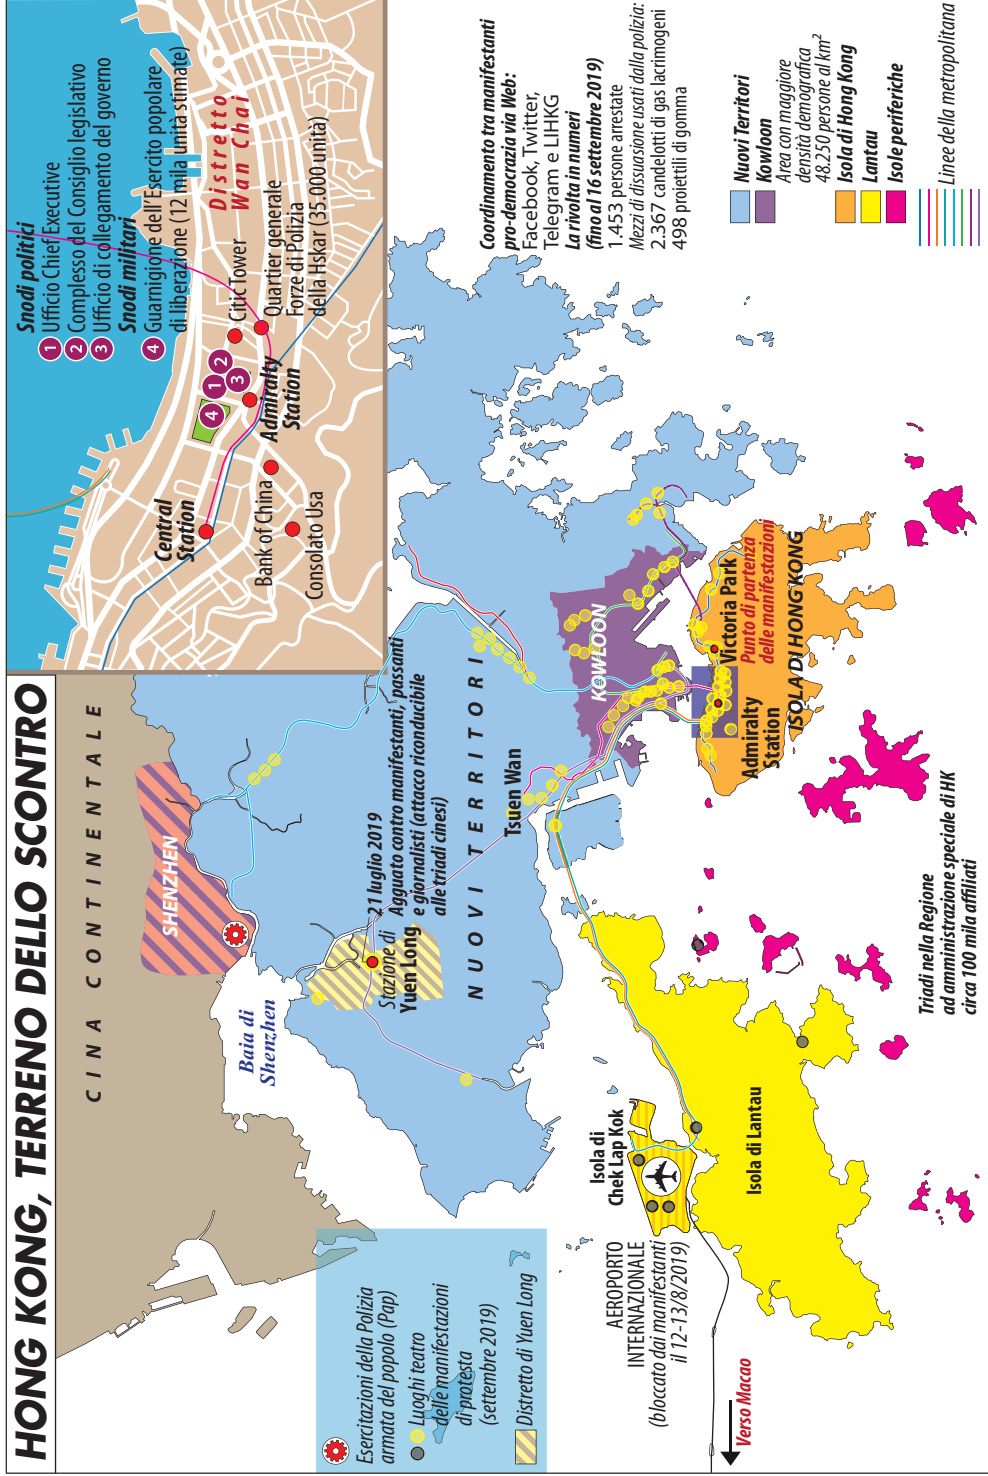 HONG KONG, TERRENO DELLO SCONTRO
Snodi politici
1 Ufficio Chief Executive
2 Complesso del Consiglio legislativo
3 Ufficio di collegamento del governo
Snodi militari
4 Guarnigione dell'Esercito popolare
di liberazione (12 mila unità stimate)
Distretto
Wan Chai
Citic Tower
Quartier generale
Forze di Polizia
della Hskar (35.000 unità)
4
1
2
3
Admiralty
Station
Central
Station
Bank of China
Consolato Usa
CINA CONTINENTALE
SHENZHEN
Baia di
Shenzhen
21 luglio 2019
Agguato contro manifestanti, passanti
e giornalisti (attacco riconducibile
alle triadi cinesi)
Stazione di
Yuen Long
NUOVI TERRITORI
Tsuen Wan
KOWLOON
Victoria Park
Punto di partenza
delle manifestazioni
Admiralty
Station
ISOLA DI HONG KONG
Isola di
Chek Lap Kok
AEROPORTO
INTERNAZIONALE
(bloccato dai manifestanti
il 12-13/8/2019)
Isola di Lantau
Verso Macao
Triadi nella Regione
ad amministrazione speciale di HK
circa 100 mila affiliati
Coordinamento tra manifestanti
pro-democrazia via Web:
Facebook, Twitter,
Telegram e LIHKG
La rivolta in numeri
(fino al 16 settembre 2019)
1.453 persone arrestate
Mezzi di dissuasione usati dalla polizia:
2.367 candelotti di gas lacrimogeni
498 proiettili di gomma
Nuovi Territori
Kowloon
Area con maggiore
densità demografica
48.250 persone al km²
Isola di Hong Kong
Lantau
Isole periferiche
Linee della metropolitana
Esercitazioni della Polizia
armata del popolo (Pap)
Luoghi teatro
delle manifestazioni
di protesta
(settembre 2019)
Distretto di Yuen Long